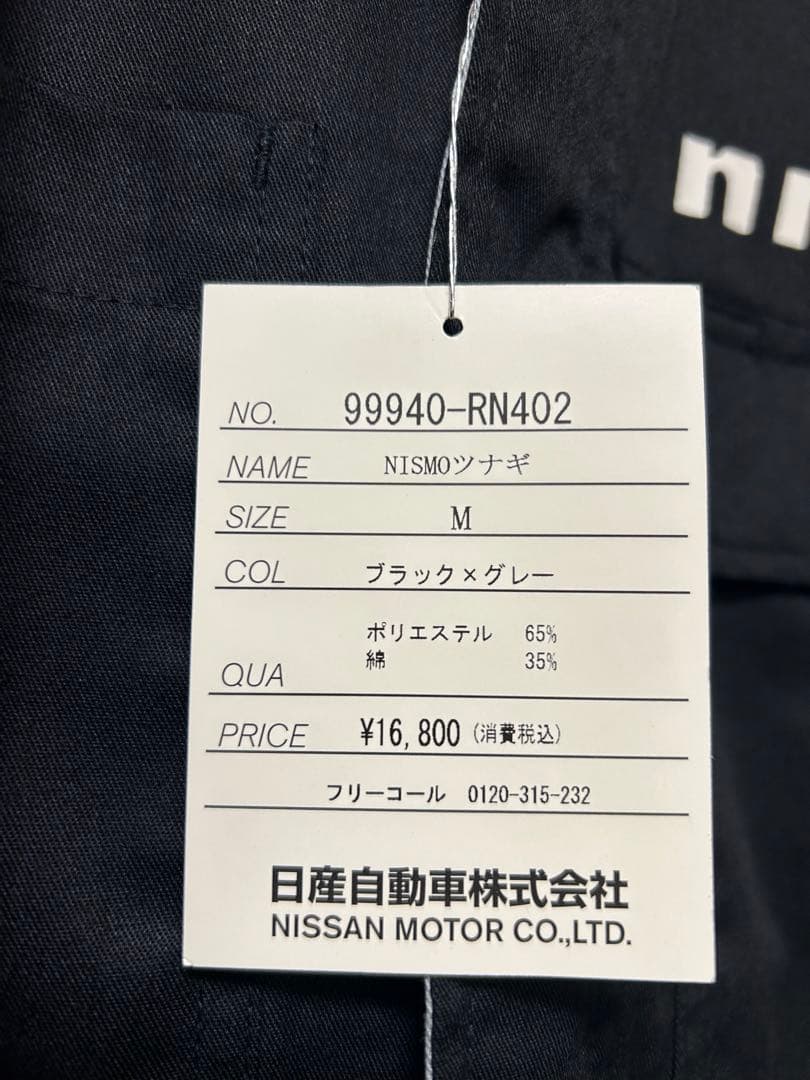 ni
NO. 99940-RN402
NAME NISMOツナギ
SIZE M
COL ブラック×グレー
ポリエステル 65%
綿 35%
QUA
PRICE ¥16,800 (消費税込)
フリーコール 0120-315-232
日産自動車株式会社
NISSAN MOTOR CO.,LTD.